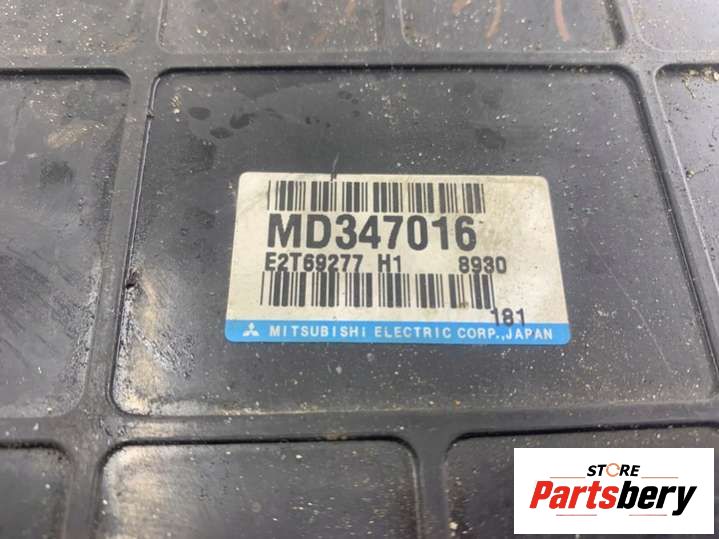 MD347016
E2T69277 H1 8930
181
MITSUBISHI ELECTRIC CORP.,JAPAN
STORE
Partsbery